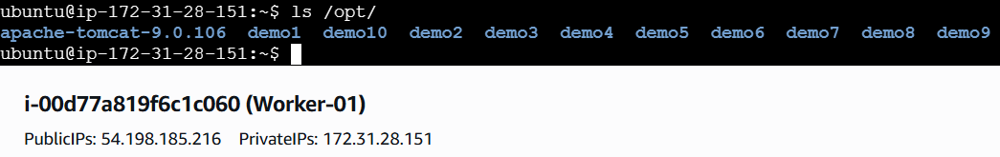 ubuntu@ip-172-31-28-151:~$ ls /opt/
apache-tomcat-9.0.106 demo1 demo10 demo2 demo3 demo4 demo5 demo6 demo7 demo8 demo9
ubuntu@ip-172-31-28-151:~$
i-00d77a819f6c1c060 (Worker-01)
PublicIPs: 54.198.185.216 PrivateIPs: 172.31.28.151